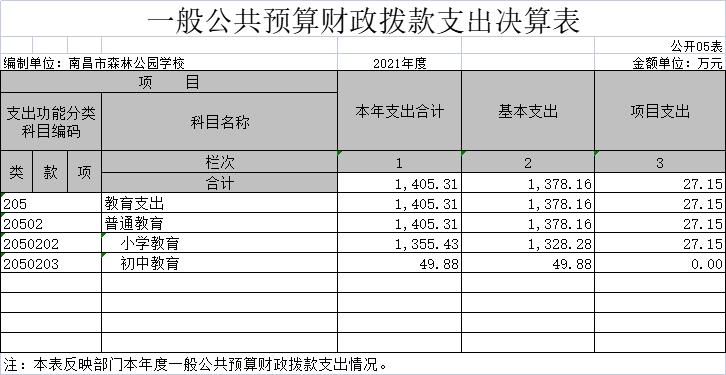 一般公共预算财政拨款支出决算表
公开05表
编制单位：南昌市森林公园学校 2021年度 金额单位：万元
项 目 本年支出合计 基本支出 项目支出
支出功能分类科目编码 科目名称
类 款 项 栏次 1 2 3
合计 1,405.31 1,378.16 27.15
205 教育支出 1,405.31 1,378.16 27.15
20502 普通教育 1,405.31 1,378.16 27.15
2050202 小学教育 1,355.43 1,328.28 27.15
2050203 初中教育 49.88 49.88 0.00
注：本表反映部门本年度一般公共预算财政拨款支出情况。